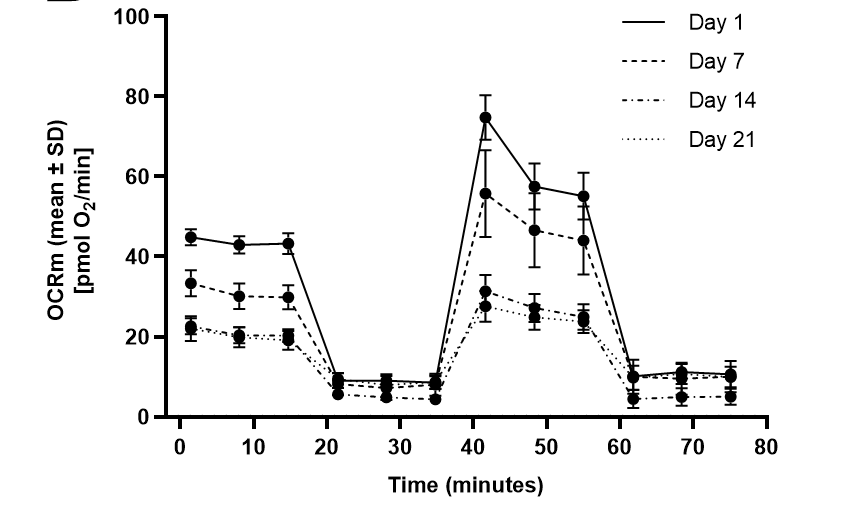 100
80
60
40
20
0
OCRm (mean ± SD)
[pmol O₂/min]
Day 1
Day 7
Day 14
Day 21
0 10 20 30 40 50 60 70 80
Time (minutes)